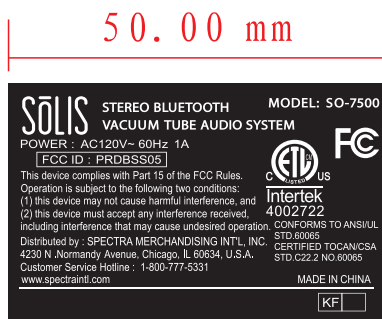 50.00 mm
SōLIS STEREO BLUETOOTH VACUUM TUBE AUDIO SYSTEM
MODEL: SO-7500
POWER : AC120V~ 60Hz 1A
FCC ID : PRDBSS05
This device complies with Part 15 of the FCC Rules.
Operation is subject to the following two conditions:
(1) this device may not cause harmful interference, and
(2) this device must accept any interference received,
including interference that may cause undesired operation.
Distributed by : SPECTRA MERCHANDISING INT'L, INC.
4230 N .Normandy Avenue, Chicago, IL 60634, U.S.A.
Customer Service Hotline : 1-800-777-5331
www.spectraintl.com
FC
ETL
LISTED
C US
Intertek
4002722
CONFORMS TO ANSI/UL
STD.60065
CERTIFIED TOCAN/CSA
STD.C22.2 NO.60065
MADE IN CHINA
KF